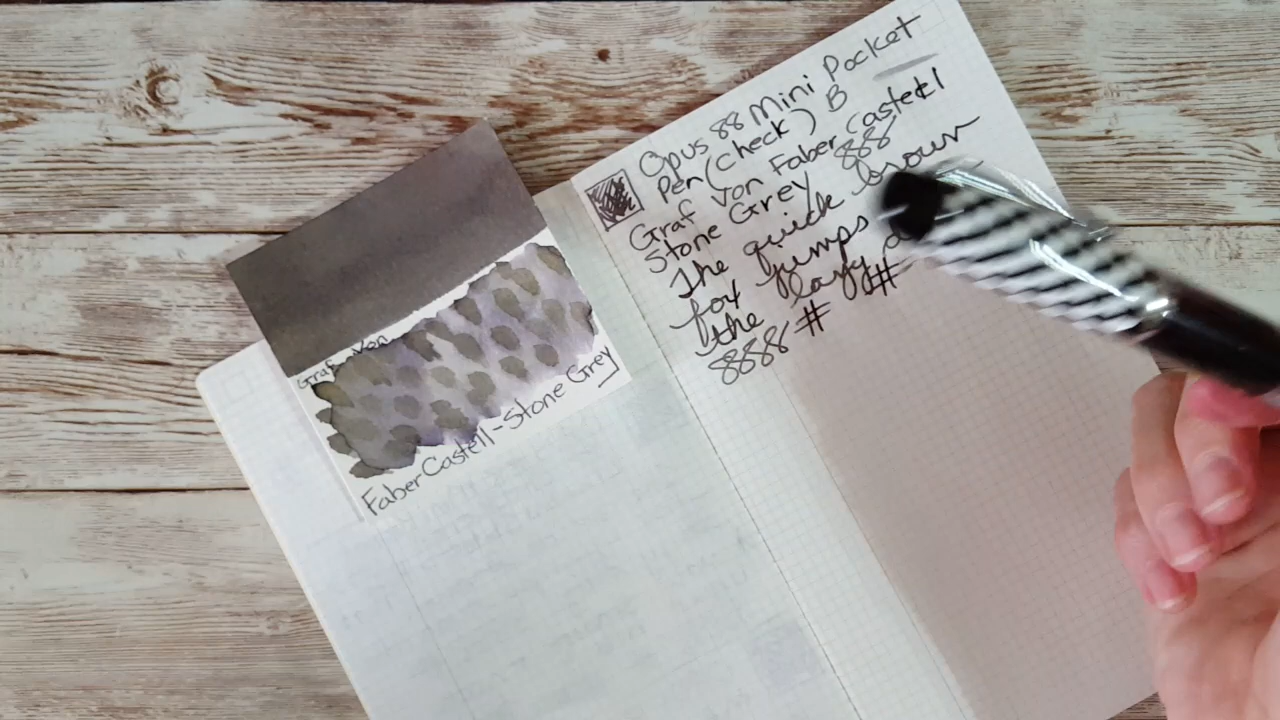 Opus 88 Mini Pocket
Pen (Check) B
Graf Von Faber Castell
Stone Grey 888
The quick brown
fox jumps
the lazy
8888 # #
Graf Von
Faber Castell - Stone Grey